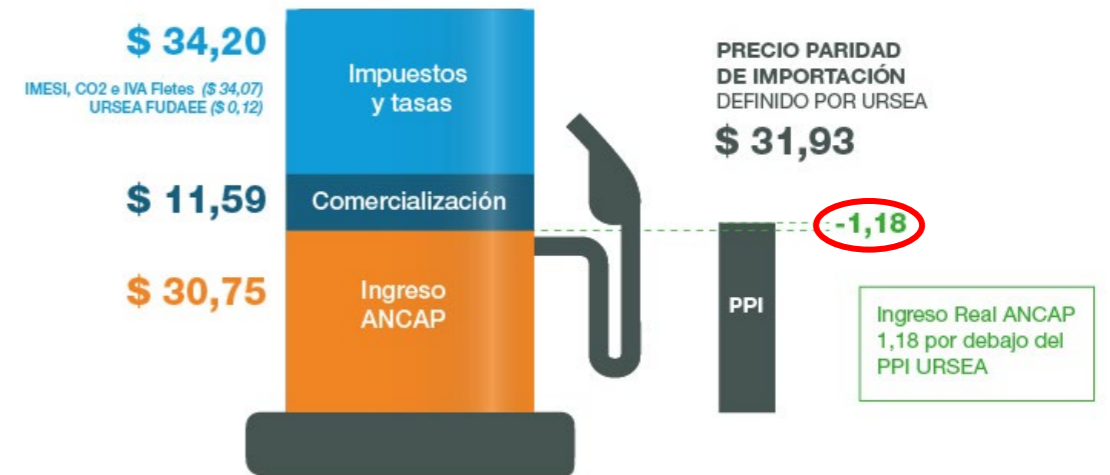 $ 34,20
IMESI, CO2 e IVA Fletes ($ 34,07)
URSEA FUDAEE ($ 0,12)
Impuestos
y tasas
$ 11,59
Comercialización
$ 30,75
Ingreso
ANCAP
PRECIO PARIDAD
DE IMPORTACIÓN
DEFINIDO POR URSEA
$ 31,93
-1,18
PPI
Ingreso Real ANCAP
1,18 por debajo del
PPI URSEA